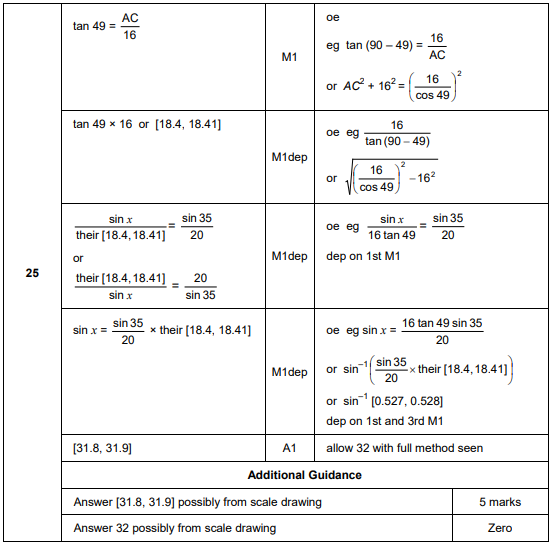 25
tan 49 = AC/16
M1
oe
eg tan (90 – 49) = 16/AC
or AC² + 16² = (16/cos 49)²
tan 49 × 16 or [18.4, 18.41]
M1dep
oe eg 16/tan (90 – 49)
or √((16/cos 49)² – 16²)
sin x/their [18.4, 18.41] = sin 35/20
or
their [18.4, 18.41]/sin x = 20/sin 35
M1dep
oe eg sin x/16 tan 49 = sin 35/20
dep on 1st M1
sin x = sin 35/20 × their [18.4, 18.41]
M1dep
oe eg sin x = 16 tan 49 sin 35/20
or sin⁻¹(sin 35/20 × their [18.4, 18.41])
or sin⁻¹ [0.527, 0.528]
dep on 1st and 3rd M1
[31.8, 31.9]
A1
allow 32 with full method seen
Additional Guidance
Answer [31.8, 31.9] possibly from scale drawing
5 marks
Answer 32 possibly from scale drawing
Zero